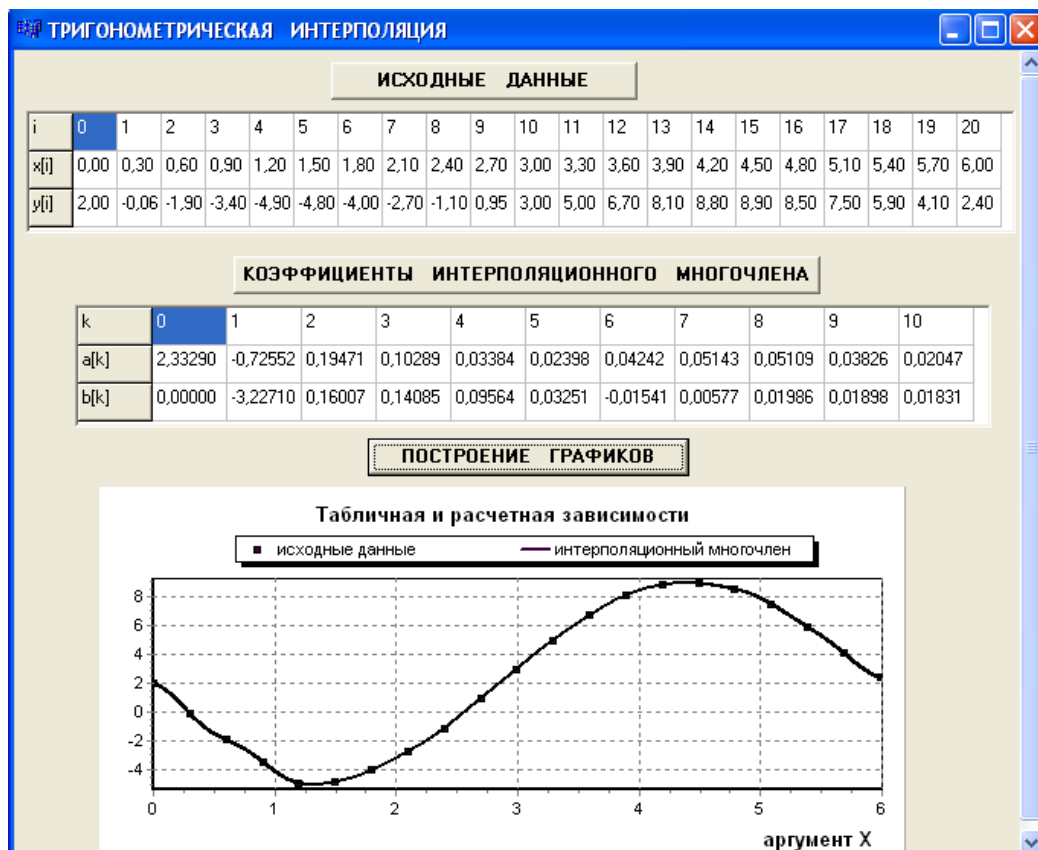 ТРИГОНОМЕТРИЧЕСКАЯ ИНТЕРПОЛЯЦИЯ
ИСХОДНЫЕ ДАННЫЕ
i 0 1 2 3 4 5 6 7 8 9 10 11 12 13 14 15 16 17 18 19 20
x[i] 0,00 0,30 0,60 0,90 1,20 1,50 1,80 2,10 2,40 2,70 3,00 3,30 3,60 3,90 4,20 4,50 4,80 5,10 5,40 5,70 6,00
y[i] 2,00 -0,06 -1,90 -3,40 -4,90 -4,80 -4,00 -2,70 -1,10 0,95 3,00 5,00 6,70 8,10 8,80 8,90 8,50 7,50 5,90 4,10 2,40
КОЭФФИЦИЕНТЫ ИНТЕРПОЛЯЦИОННОГО МНОГОЧЛЕНА
k 0 1 2 3 4 5 6 7 8 9 10
a[k] 2,33290 -0,72552 0,19471 0,10289 0,03384 0,02398 0,04242 0,05143 0,05109 0,03826 0,02047
b[k] 0,00000 -3,22710 0,16007 0,14085 0,09564 0,03251 -0,01541 0,00577 0,01986 0,01898 0,01831
ПОСТРОЕНИЕ ГРАФИКОВ
Табличная и расчетная зависимости
исходные данные интерполяционный многочлен
8
6
4
2
0
-2
-4
0 1 2 3 4 5 6
аргумент X